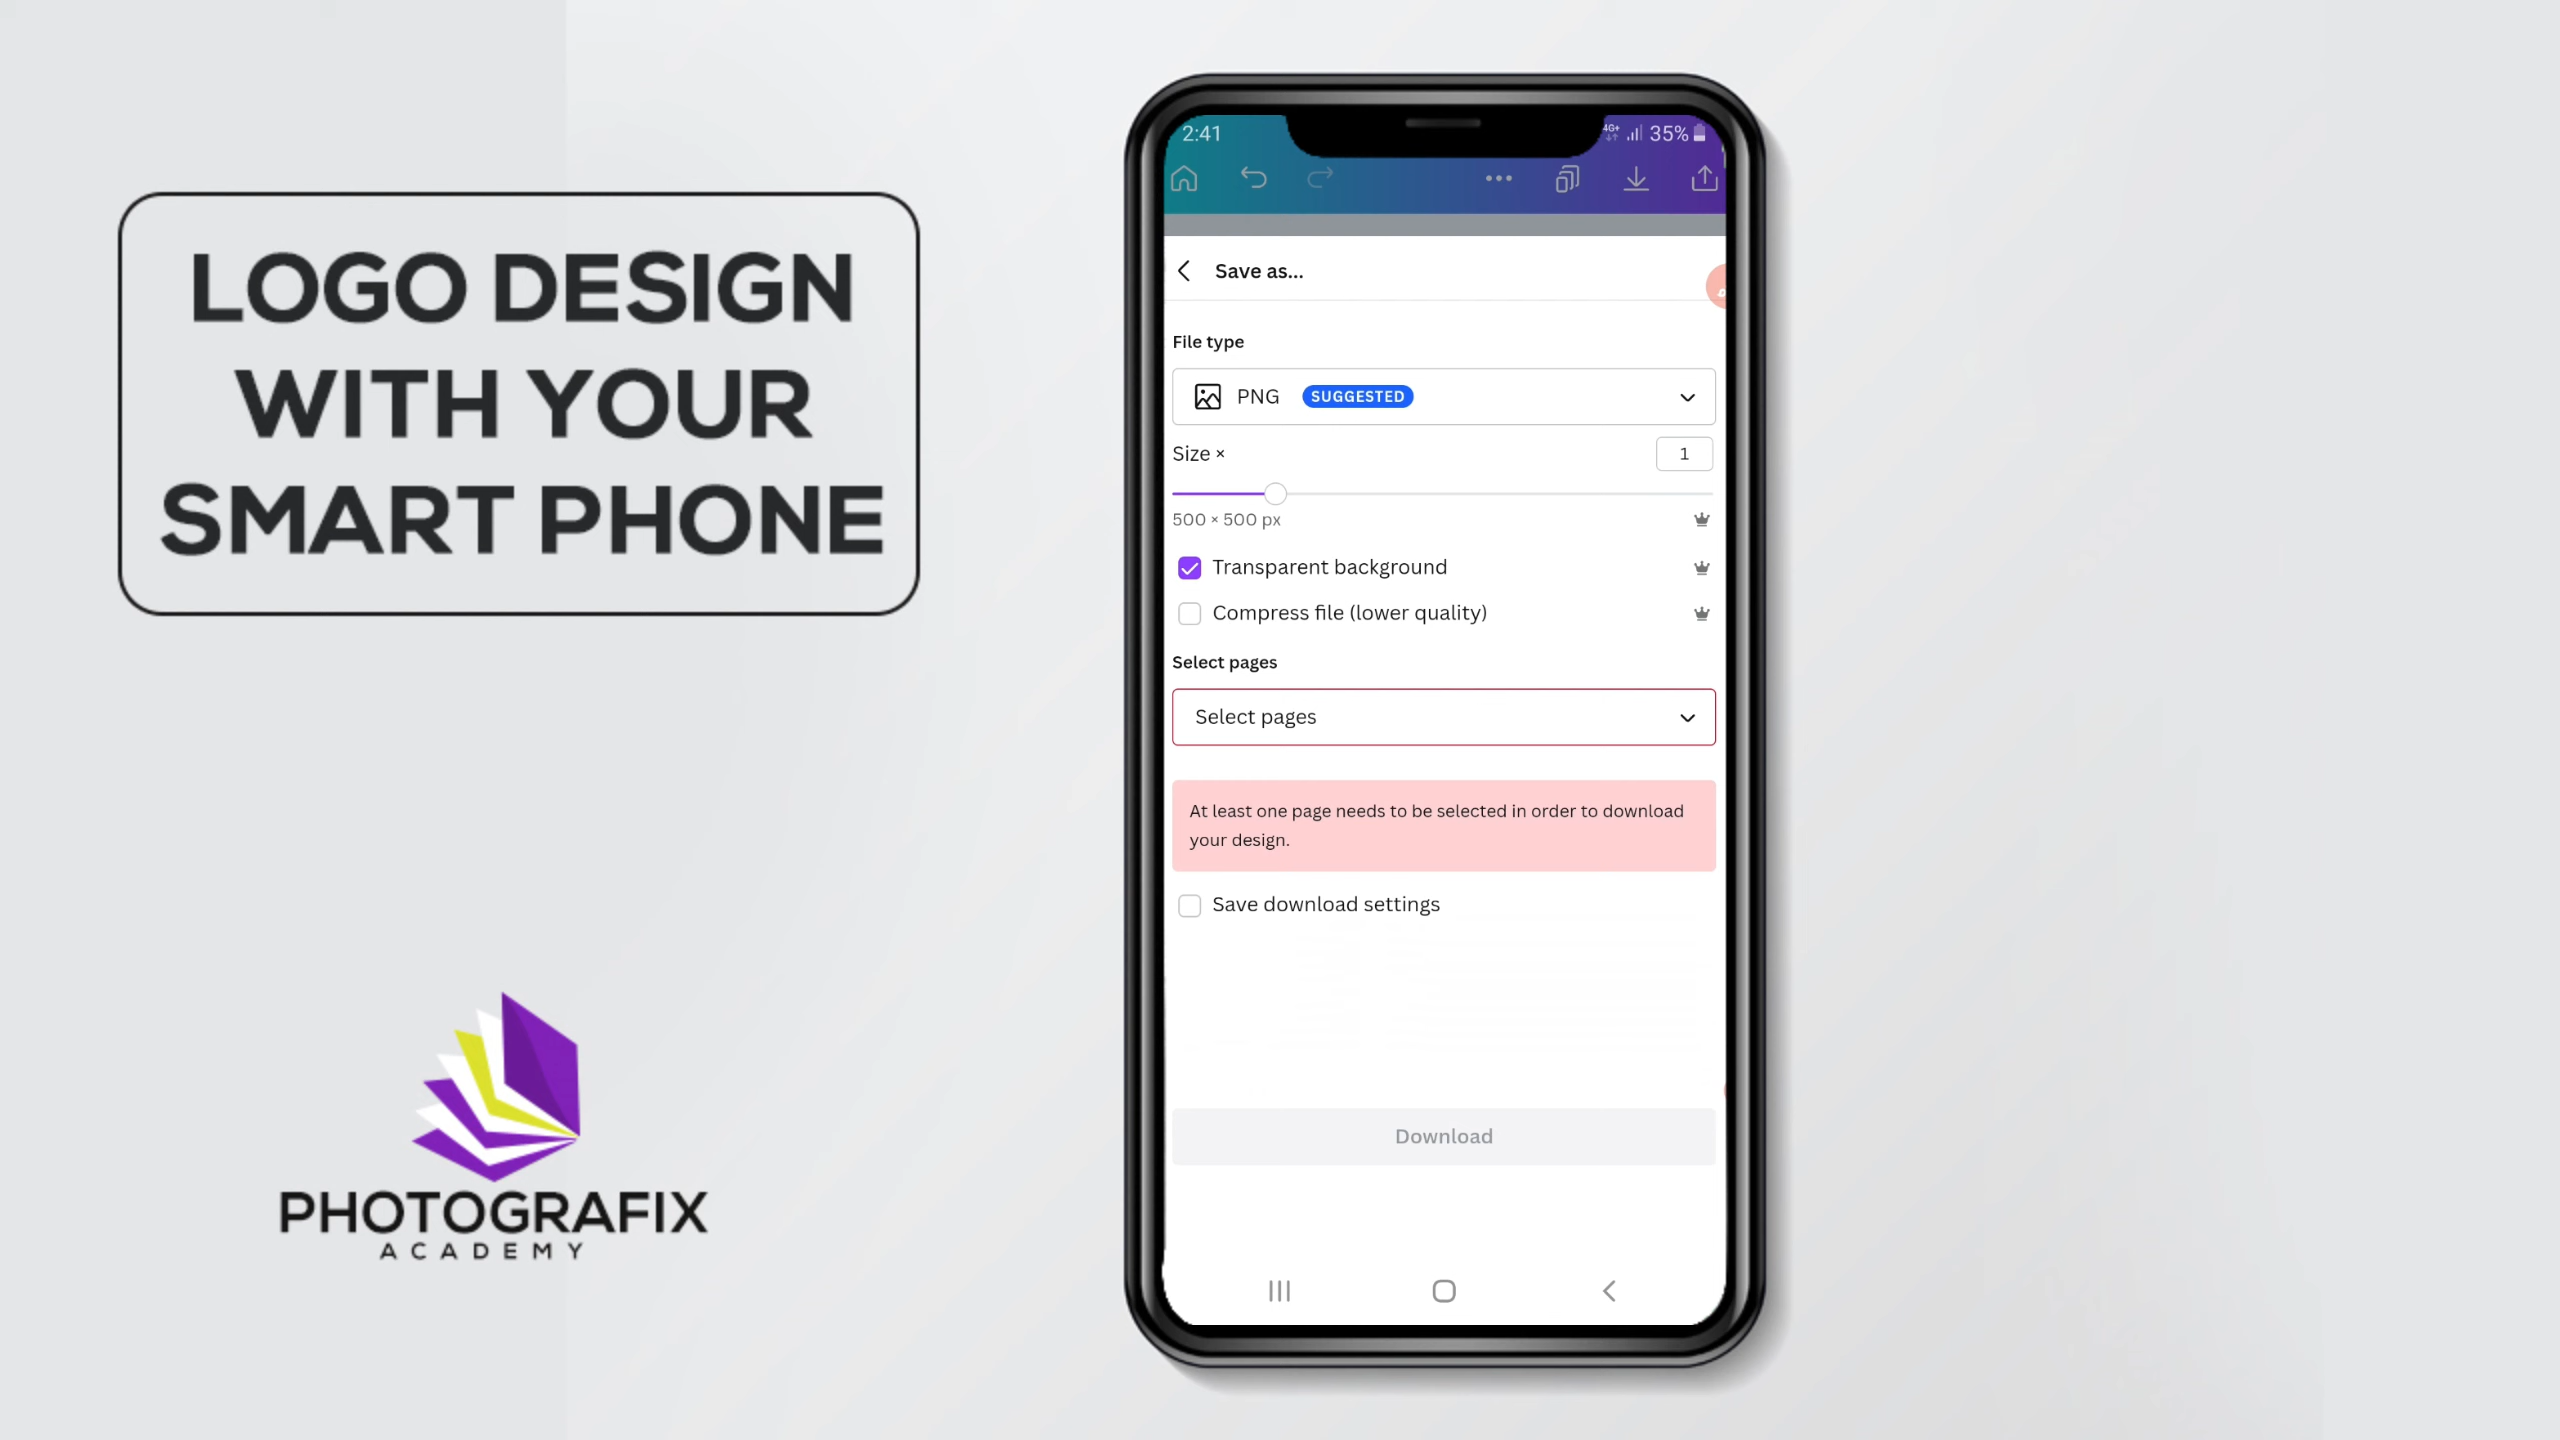 LOGO DESIGN
WITH YOUR
SMART PHONE
PHOTOGRAFIX
ACADEMY
2:41
4G+ 35%
Save as...
File type
PNG SUGGESTED
Size × 1
500 × 500 px
Transparent background
Compress file (lower quality)
Select pages
Select pages
At least one page needs to be selected in order to download
your design.
Save download settings
Download